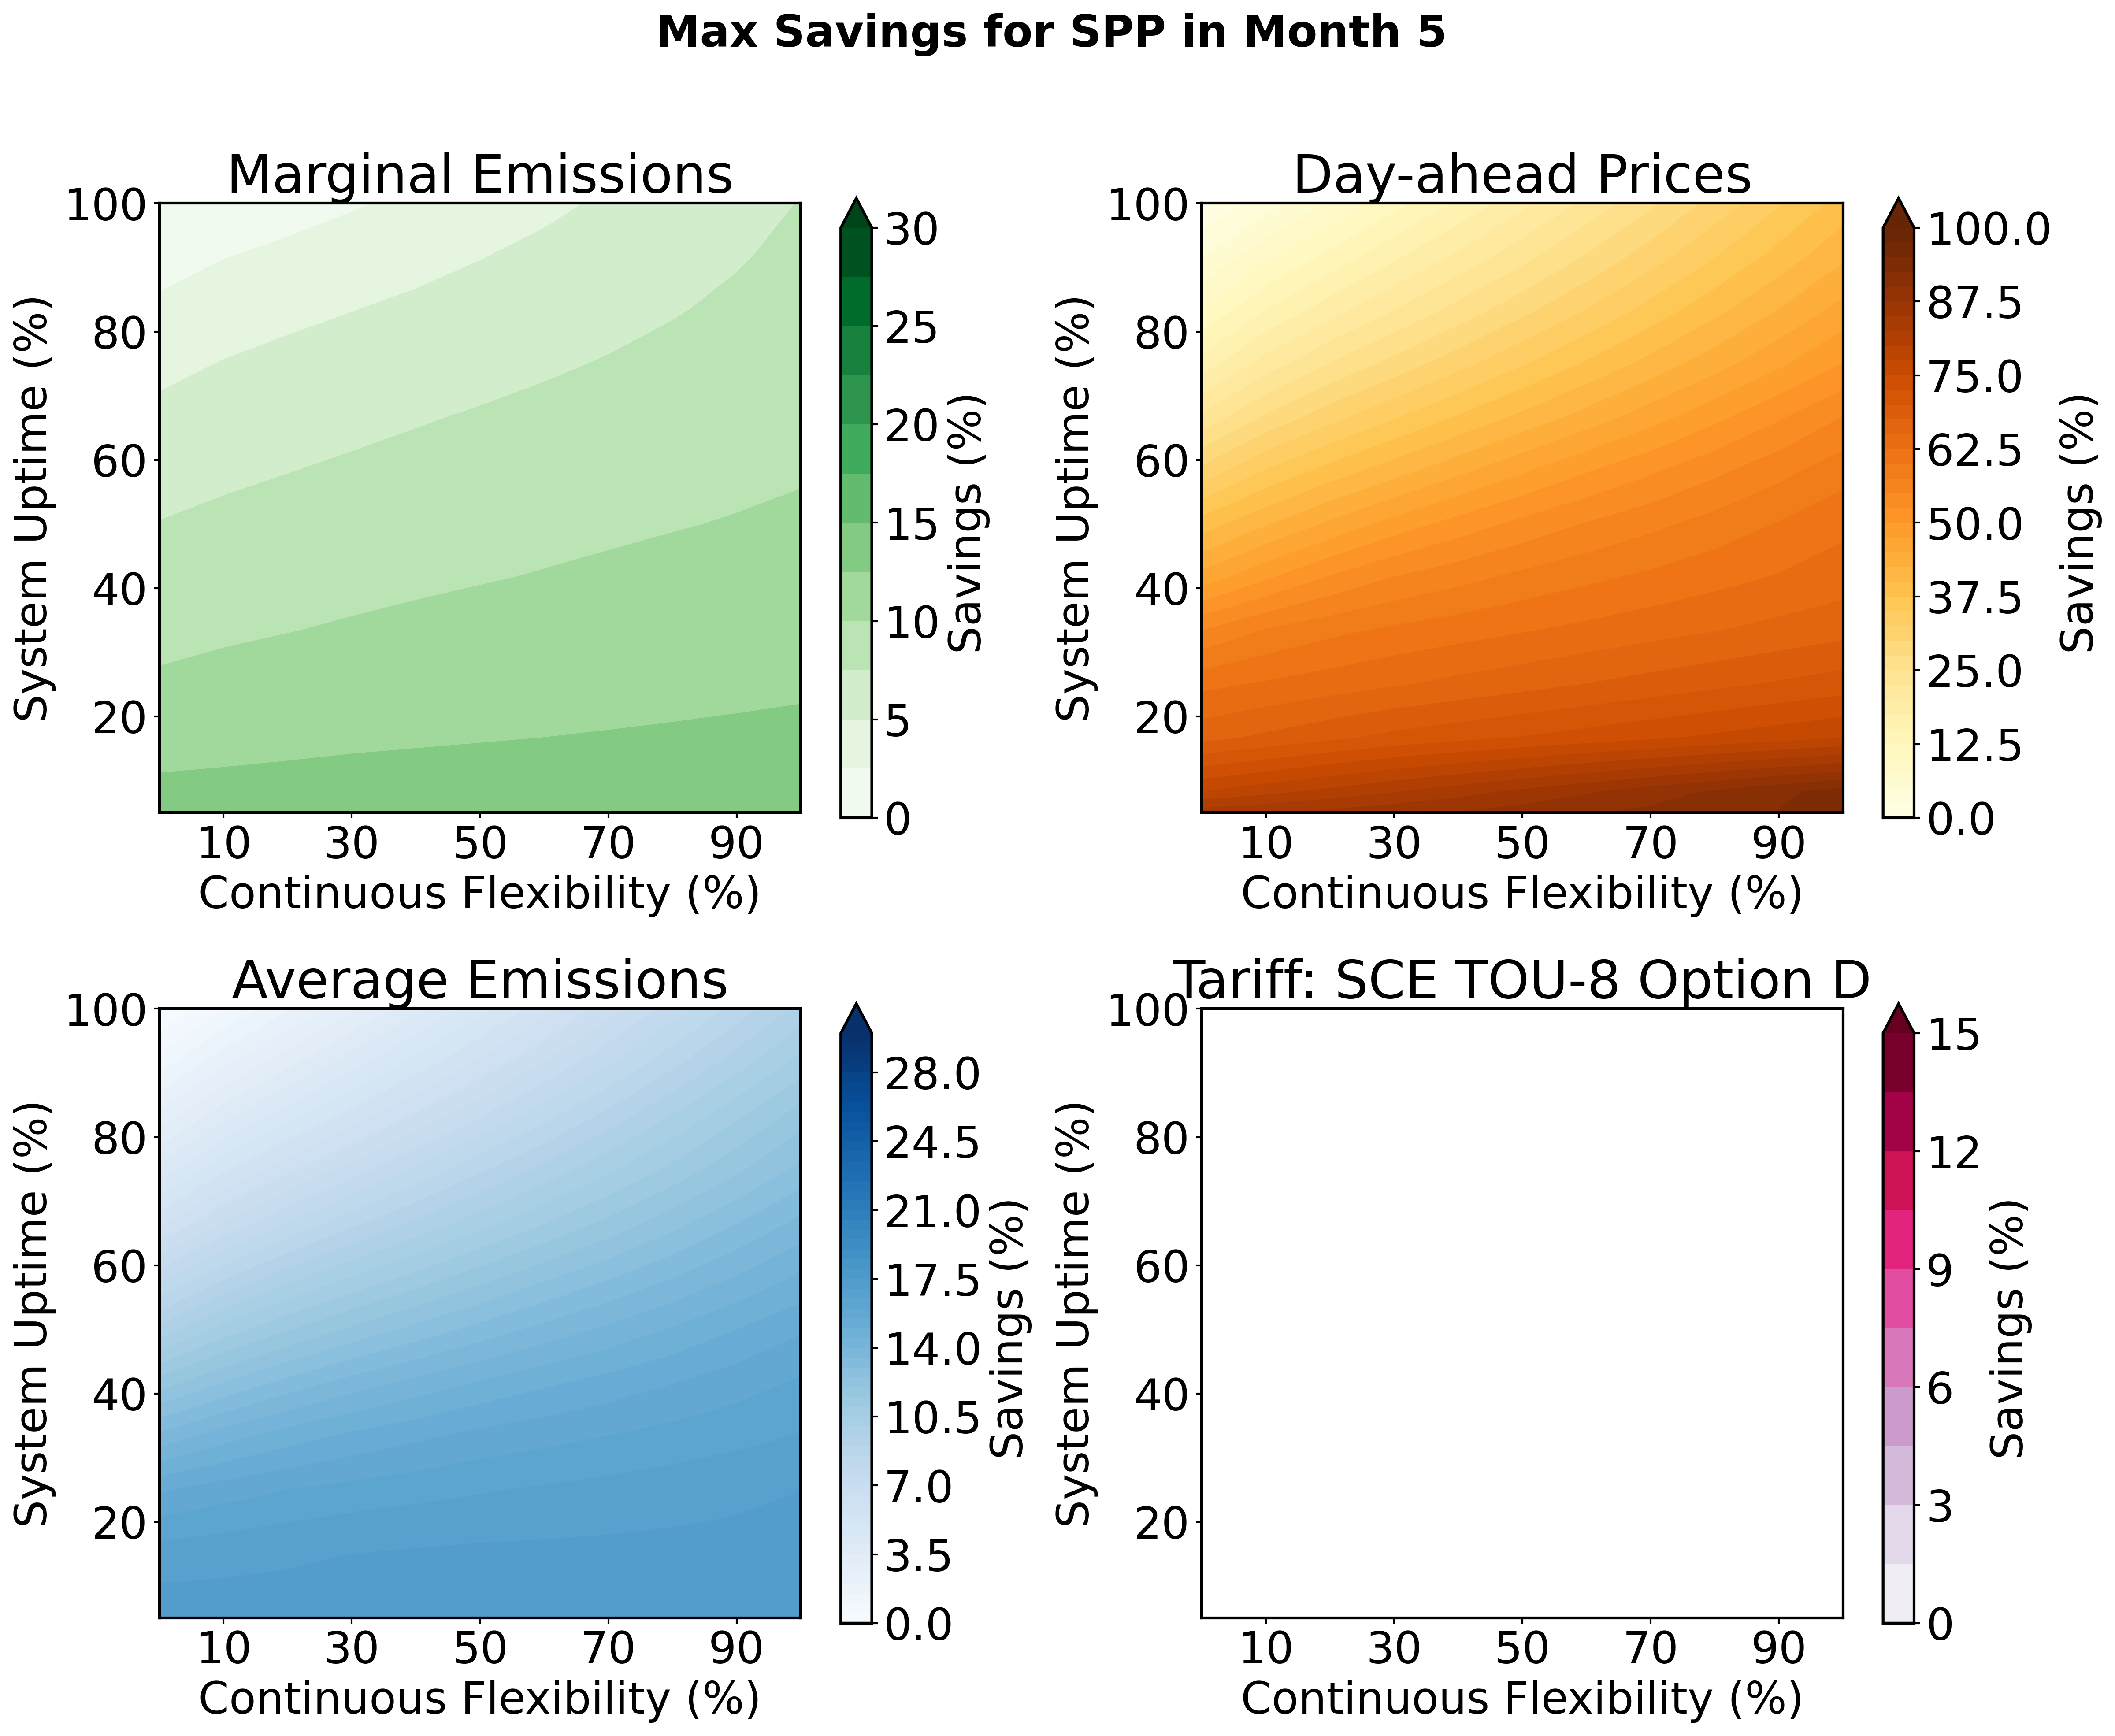 Max Savings for SPP in Month 5
Marginal Emissions
100
80
60
40
20
System Uptime (%)
10 30 50 70 90
Continuous Flexibility (%)
30
25
20
15
10
5
0
Savings (%)
Day-ahead Prices
100
80
60
40
20
System Uptime (%)
10 30 50 70 90
Continuous Flexibility (%)
100.0
87.5
75.0
62.5
50.0
37.5
25.0
12.5
0.0
Savings (%)
Average Emissions
100
80
60
40
20
System Uptime (%)
10 30 50 70 90
Continuous Flexibility (%)
28.0
24.5
21.0
17.5
14.0
10.5
7.0
3.5
0.0
Savings (%)
Tariff: SCE TOU-8 Option D
100
80
60
40
20
System Uptime (%)
10 30 50 70 90
Continuous Flexibility (%)
15
12
9
6
3
0
Savings (%)